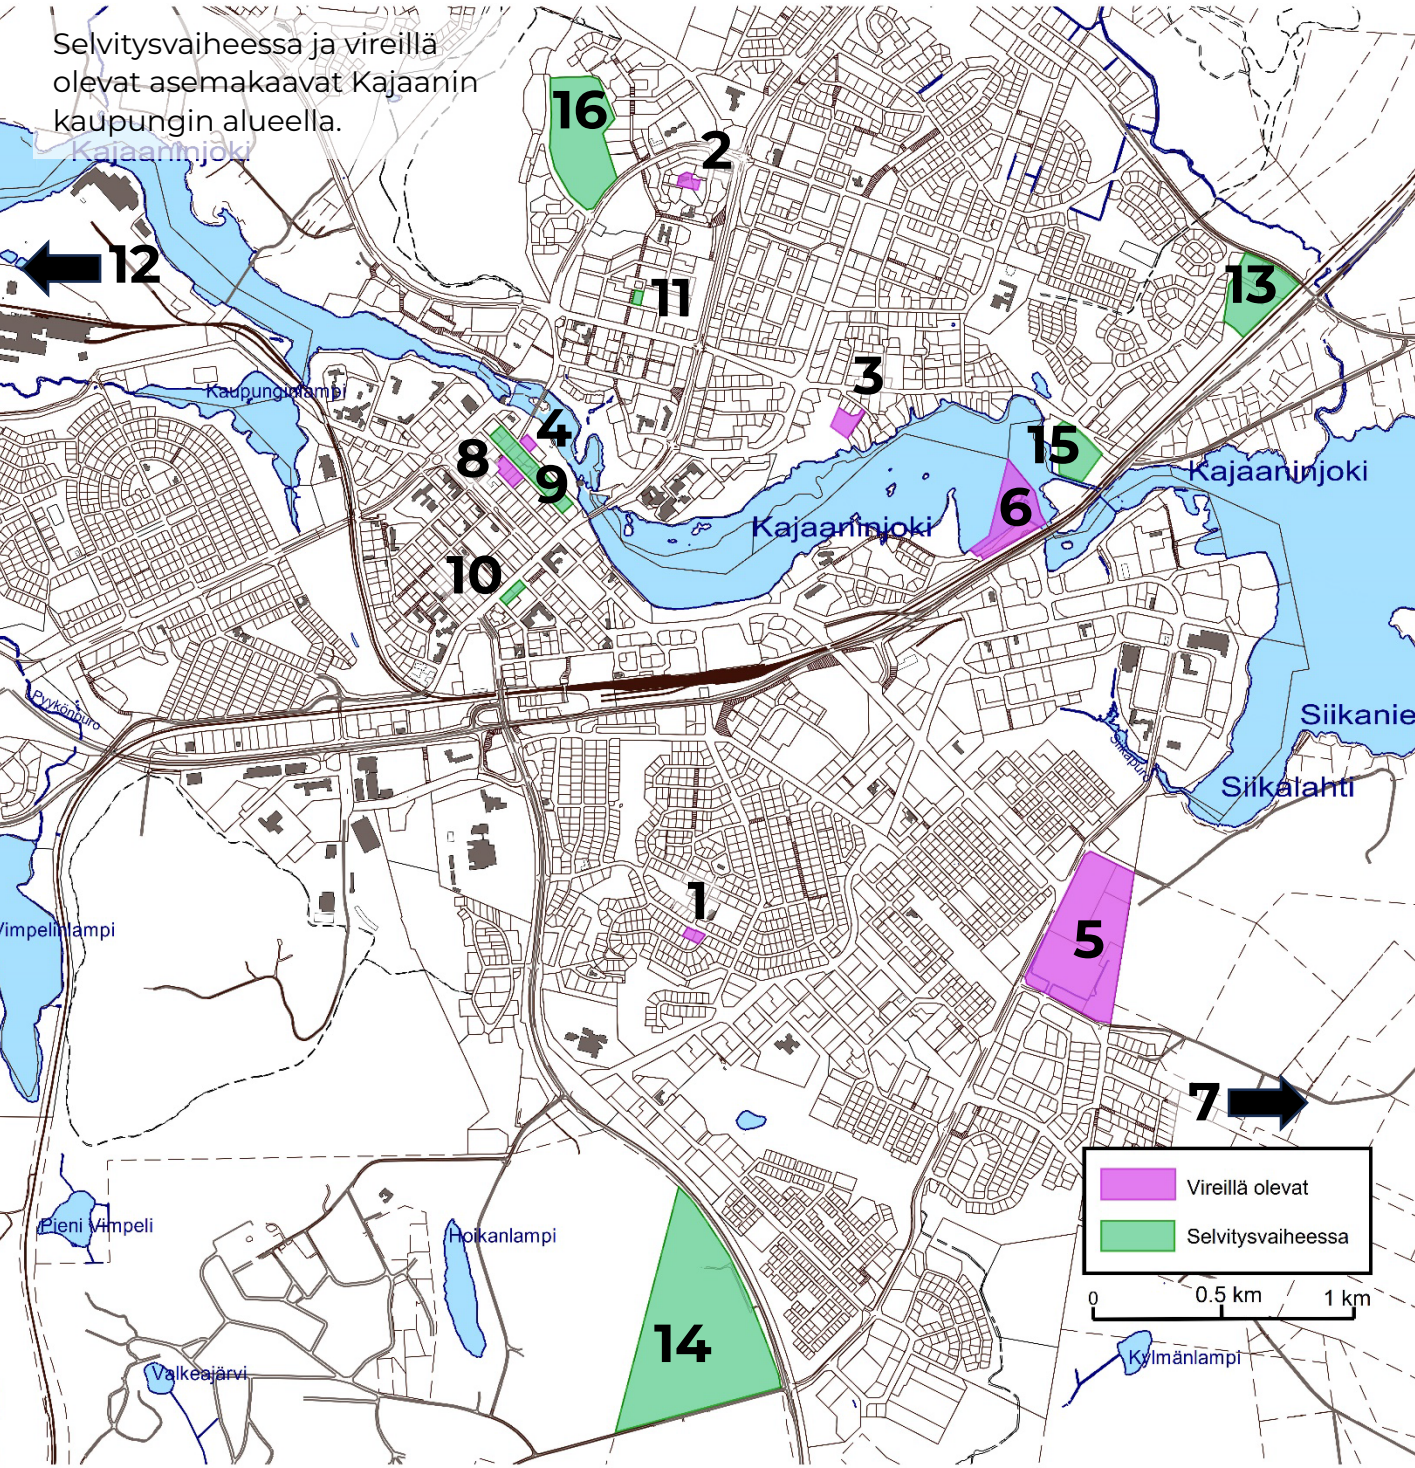 Selvitysvaiheessa ja vireillä
olevat asemakaavat Kajaanin
kaupungin alueella.
Kajaaninjoki
16
2
12
11
13
Kaupunginlampi
3
4
8
9
15
Kajaaninjoki
6
Kajaaninjoki
10
Pyykönpuro
Siikanie
Siikapuro
Siikalahti
1
Vimpelinlampi
5
7
Vireillä olevat
Selvitysvaiheessa
0 0.5 km 1 km
Pieni Vimpeli
Hoikanlampi
14
Valkeajärvi
Kylmänlampi